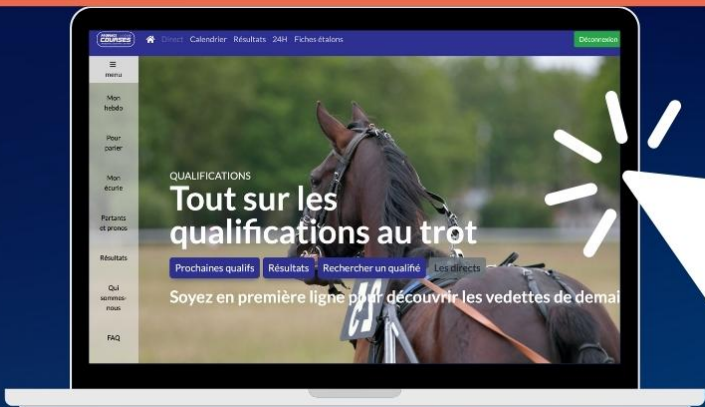 FRANCE
COURSES
Direct Calendrier Résultats 24H Fiches étalons
Déconnexion
menu
Mon
hebdo
Pour
parier
Mon
écurie
Partants
et pronos
Résultats
Qui
sommes-
nous
FAQ
QUALIFICATIONS
Tout sur les
qualifications au trot
Prochaines qualifs Résultats Rechercher un qualifié Les directs
Soyez en première ligne pour découvrir les vedettes de demai